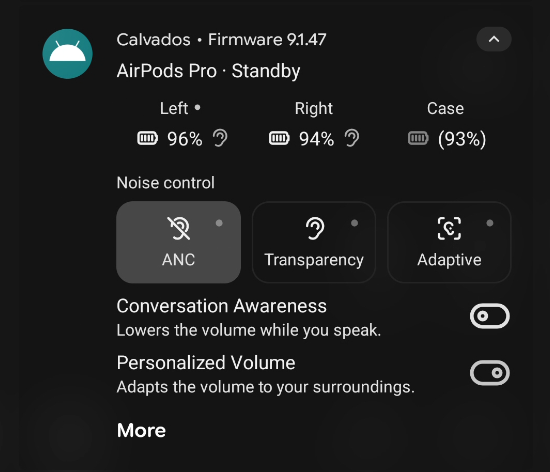 Calvados • Firmware 9.1.47
AirPods Pro · Standby
Left • Right Case
96% 94% (93%)
Noise control
ANC Transparency Adaptive
Conversation Awareness
Lowers the volume while you speak.
Personalized Volume
Adapts the volume to your surroundings.
More